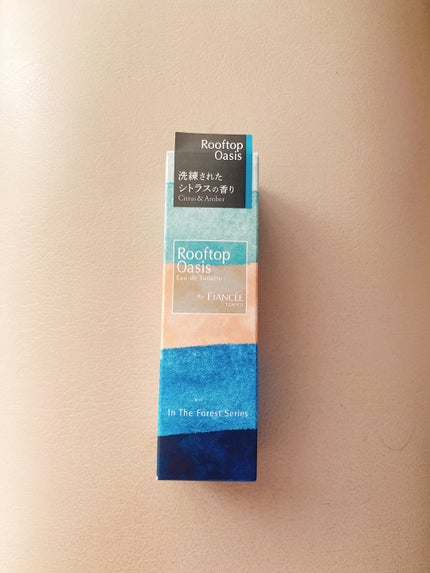 Rooftop
Oasis
洗練された
シトラスの香り
Citrus & Amber
Rooftop
Oasis
Eau de Toilette
By FIANCÉE
TOKYO
In The Forest Series